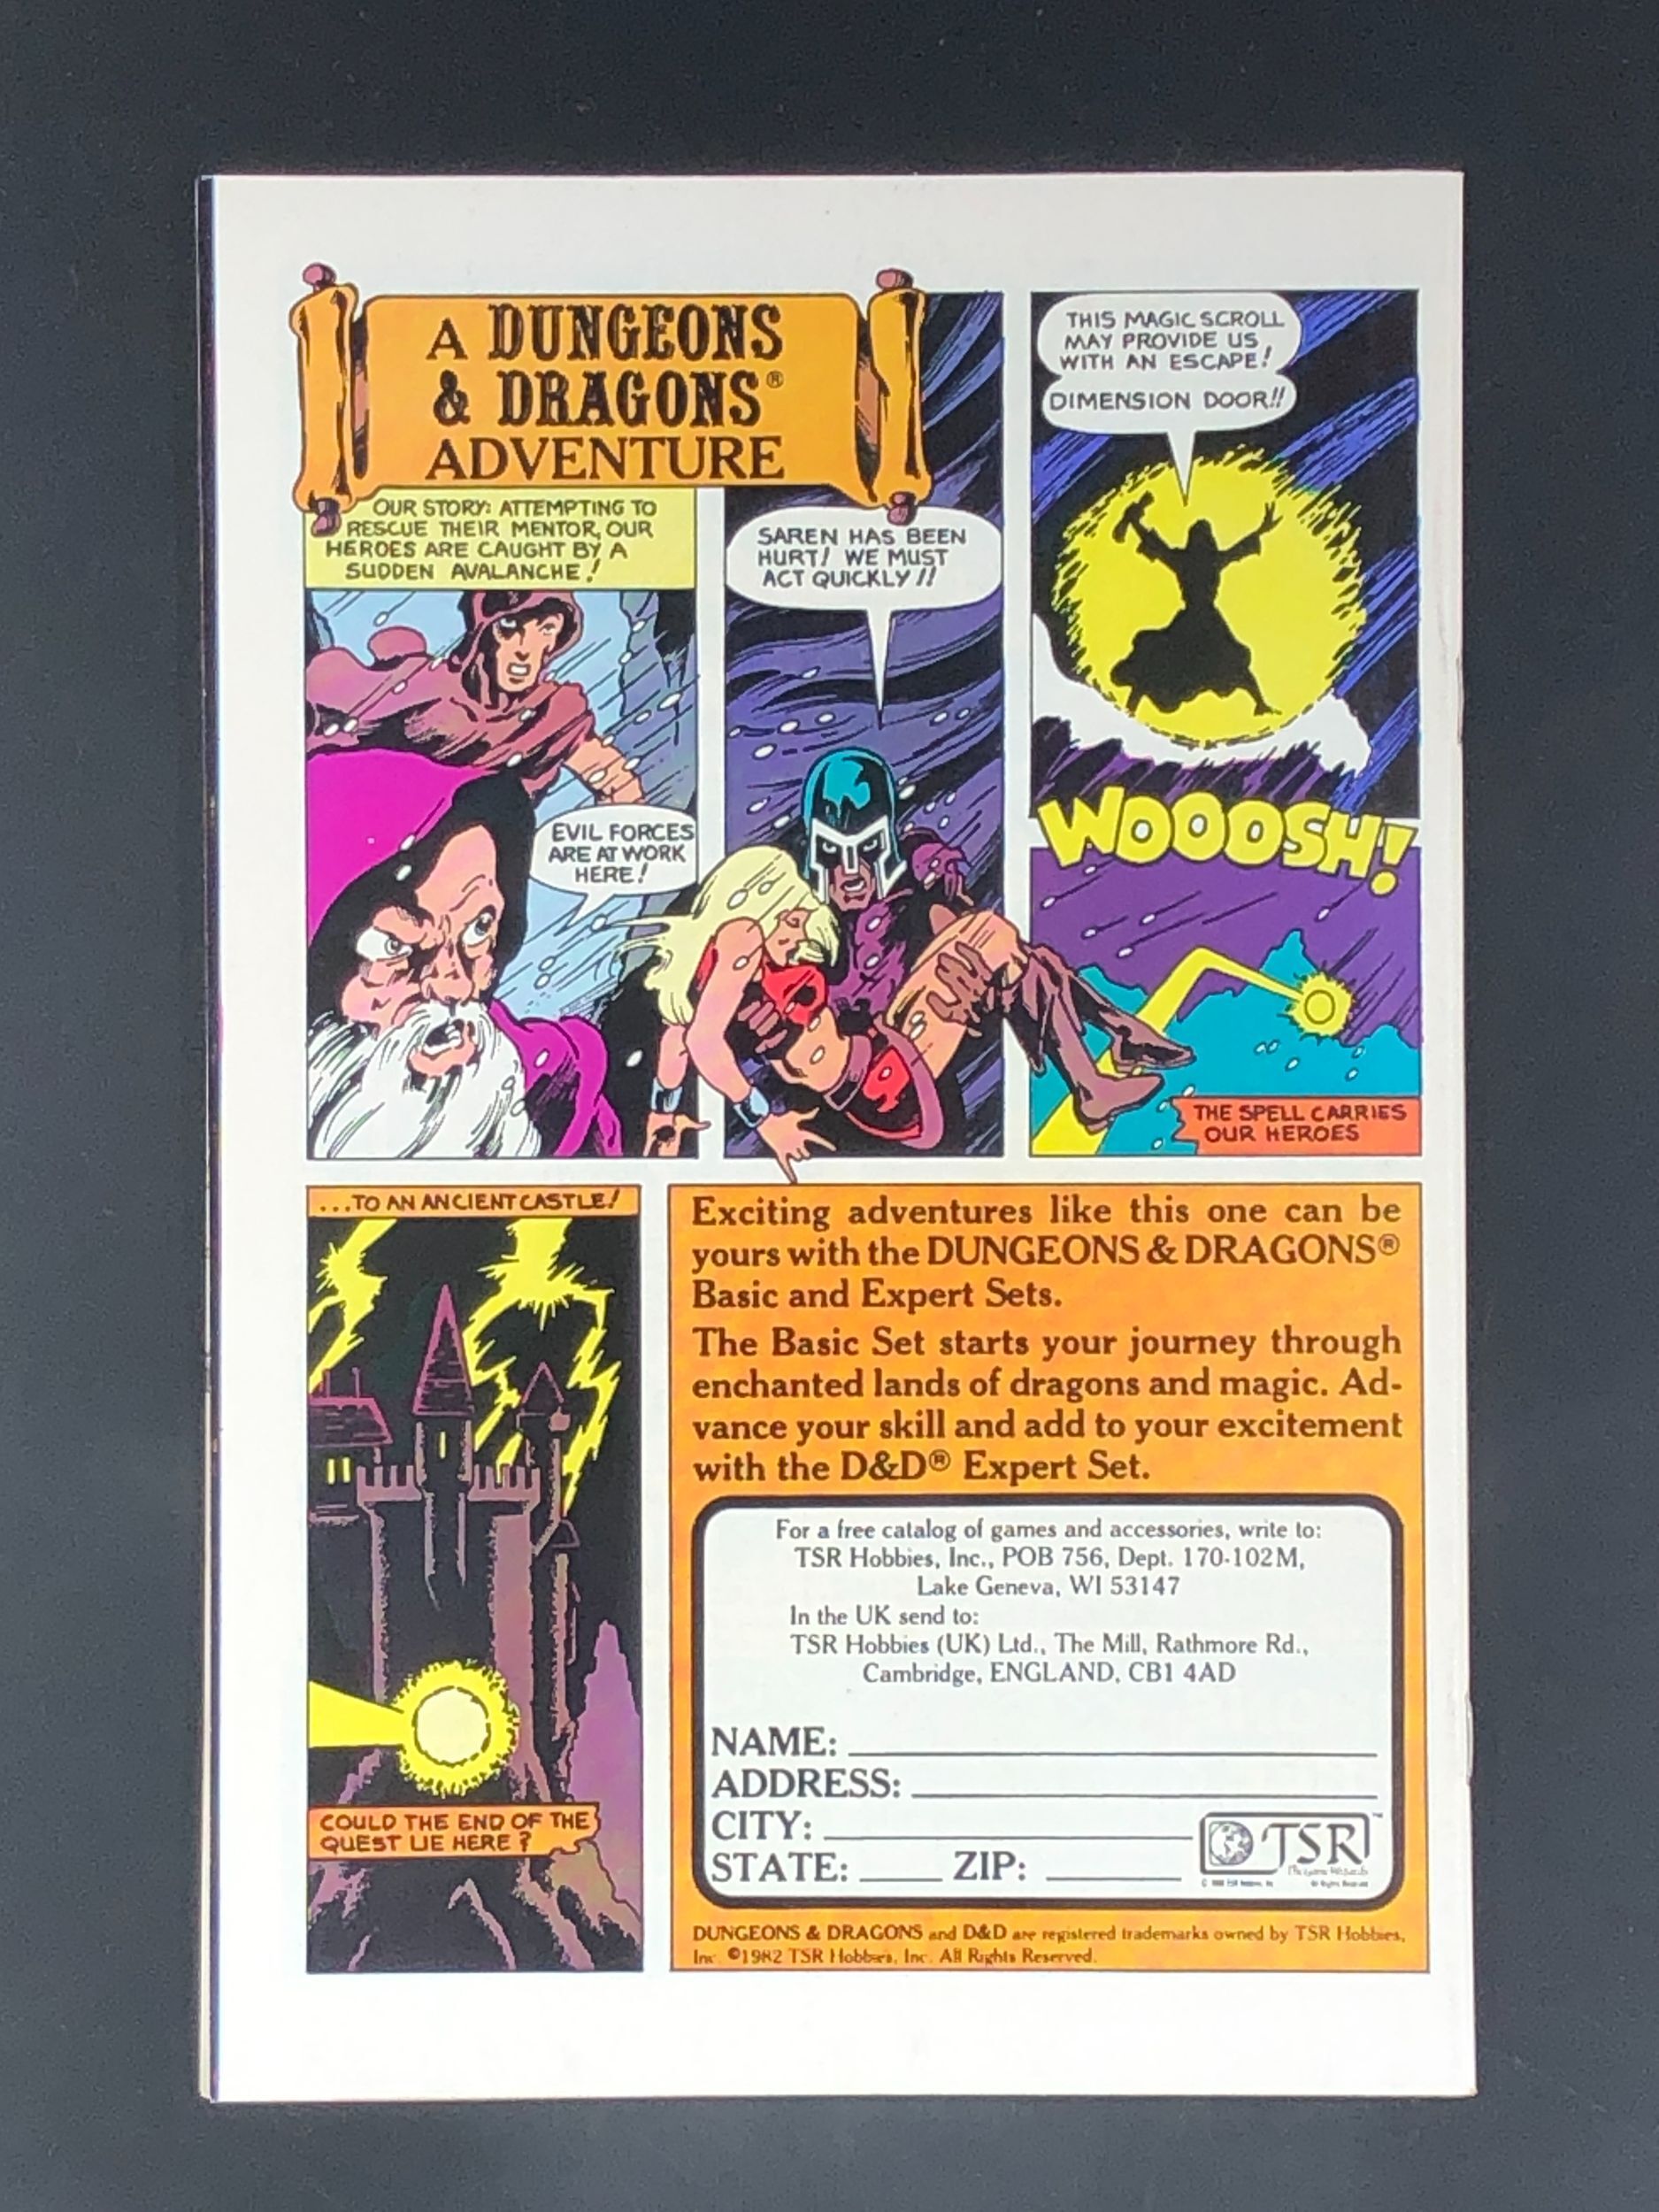 A DUNGEONS
& DRAGONS®
ADVENTURE
OUR STORY: ATTEMPTING TO
RESCUE THEIR MENTOR, OUR
HEROES ARE CAUGHT BY A
SUDDEN AVALANCHE!
EVIL FORCES
ARE AT WORK
HERE!
SAREN HAS BEEN
HURT! WE MUST
ACT QUICKLY!!
THIS MAGIC SCROLL
MAY PROVIDE US
WITH AN ESCAPE!
DIMENSION DOOR!!
WOOOSH!
THE SPELL CARRIES
OUR HEROES
...TO AN ANCIENT CASTLE!
COULD THE END OF THE
QUEST LIE HERE?
Exciting adventures like this one can be
yours with the DUNGEONS & DRAGONS®
Basic and Expert Sets.
The Basic Set starts your journey through
enchanted lands of dragons and magic. Ad-
vance your skill and add to your excitement
with the D&D® Expert Set.
For a free catalog of games and accessories, write to:
TSR Hobbies, Inc., POB 756, Dept. 170-102M,
Lake Geneva, WI 53147
In the UK send to:
TSR Hobbies (UK) Ltd., The Mill, Rathmore Rd.,
Cambridge, ENGLAND, CB1 4AD
NAME:
ADDRESS:
CITY:
STATE: ZIP:
TSR™
The Game Wizards
DUNGEONS & DRAGONS and D&D are registered trademarks owned by TSR Hobbies,
Inc. ©1982 TSR Hobbies, Inc. All Rights Reserved.